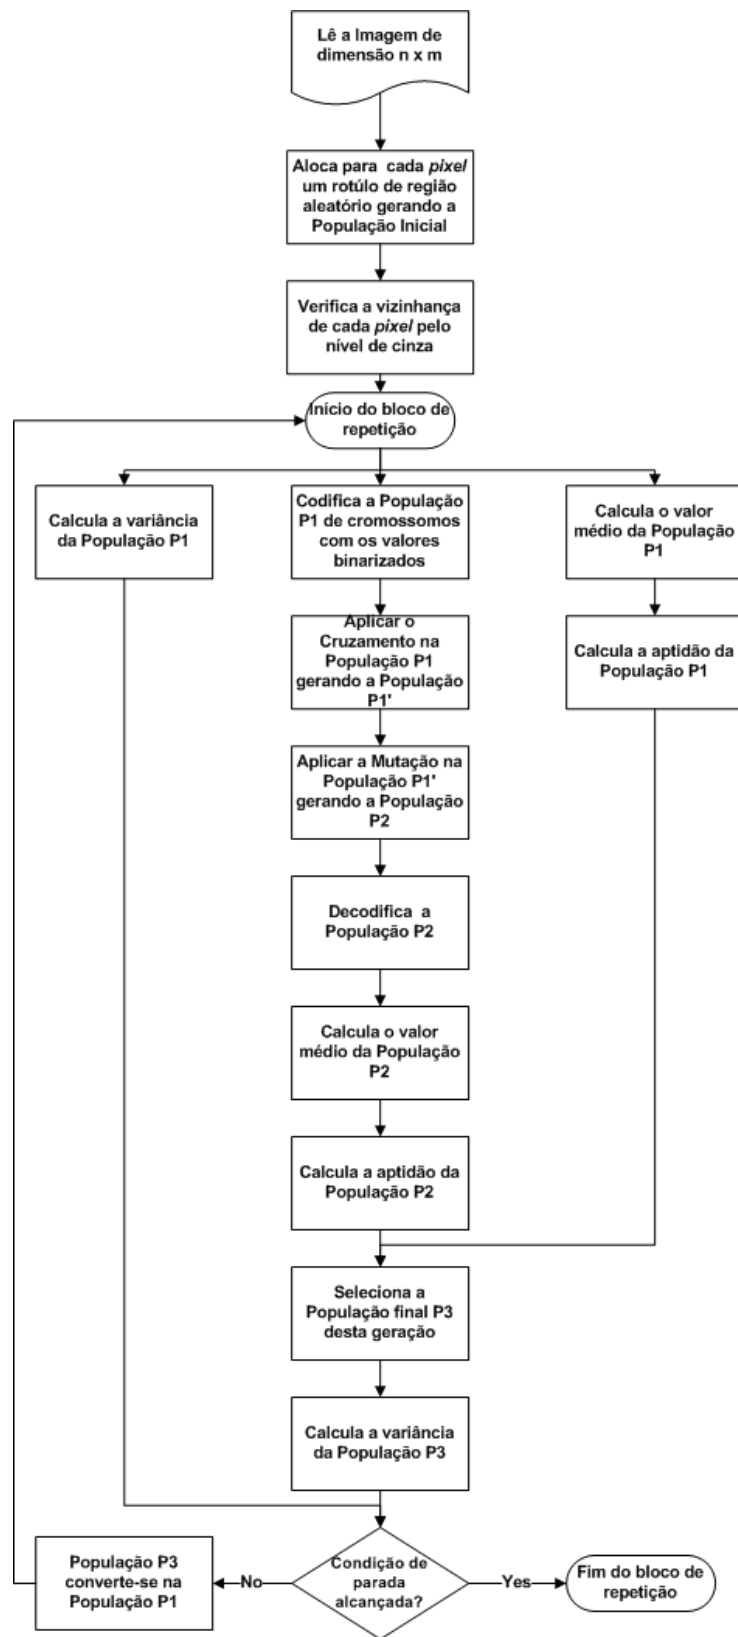 Lê a Imagem de
dimensão n x m
Aloca para cada pixel
um rotúlo de região
aleatório gerando a
População Inicial
Verifica a vizinhança
de cada pixel pelo
nível de cinza
Início do bloco de
repetição
Calcula a variância
da População P1
Codifica a População
P1 de cromossomos
com os valores
binarizados
Calcula o valor
médio da População
P1
Aplicar o
Cruzamento na
População P1
gerando a População
P1'
Calcula a aptidão da
População P1
Aplicar a Mutação na
População P1'
gerando a População
P2
Decodifica a
População P2
Calcula o valor
médio da População
P2
Calcula a aptidão da
População P2
Seleciona a
População final P3
desta geração
Calcula a variância
da População P3
População P3
converte-se na
População P1
No
Condição de
parada
alcançada?
Yes
Fim do bloco de
repetição